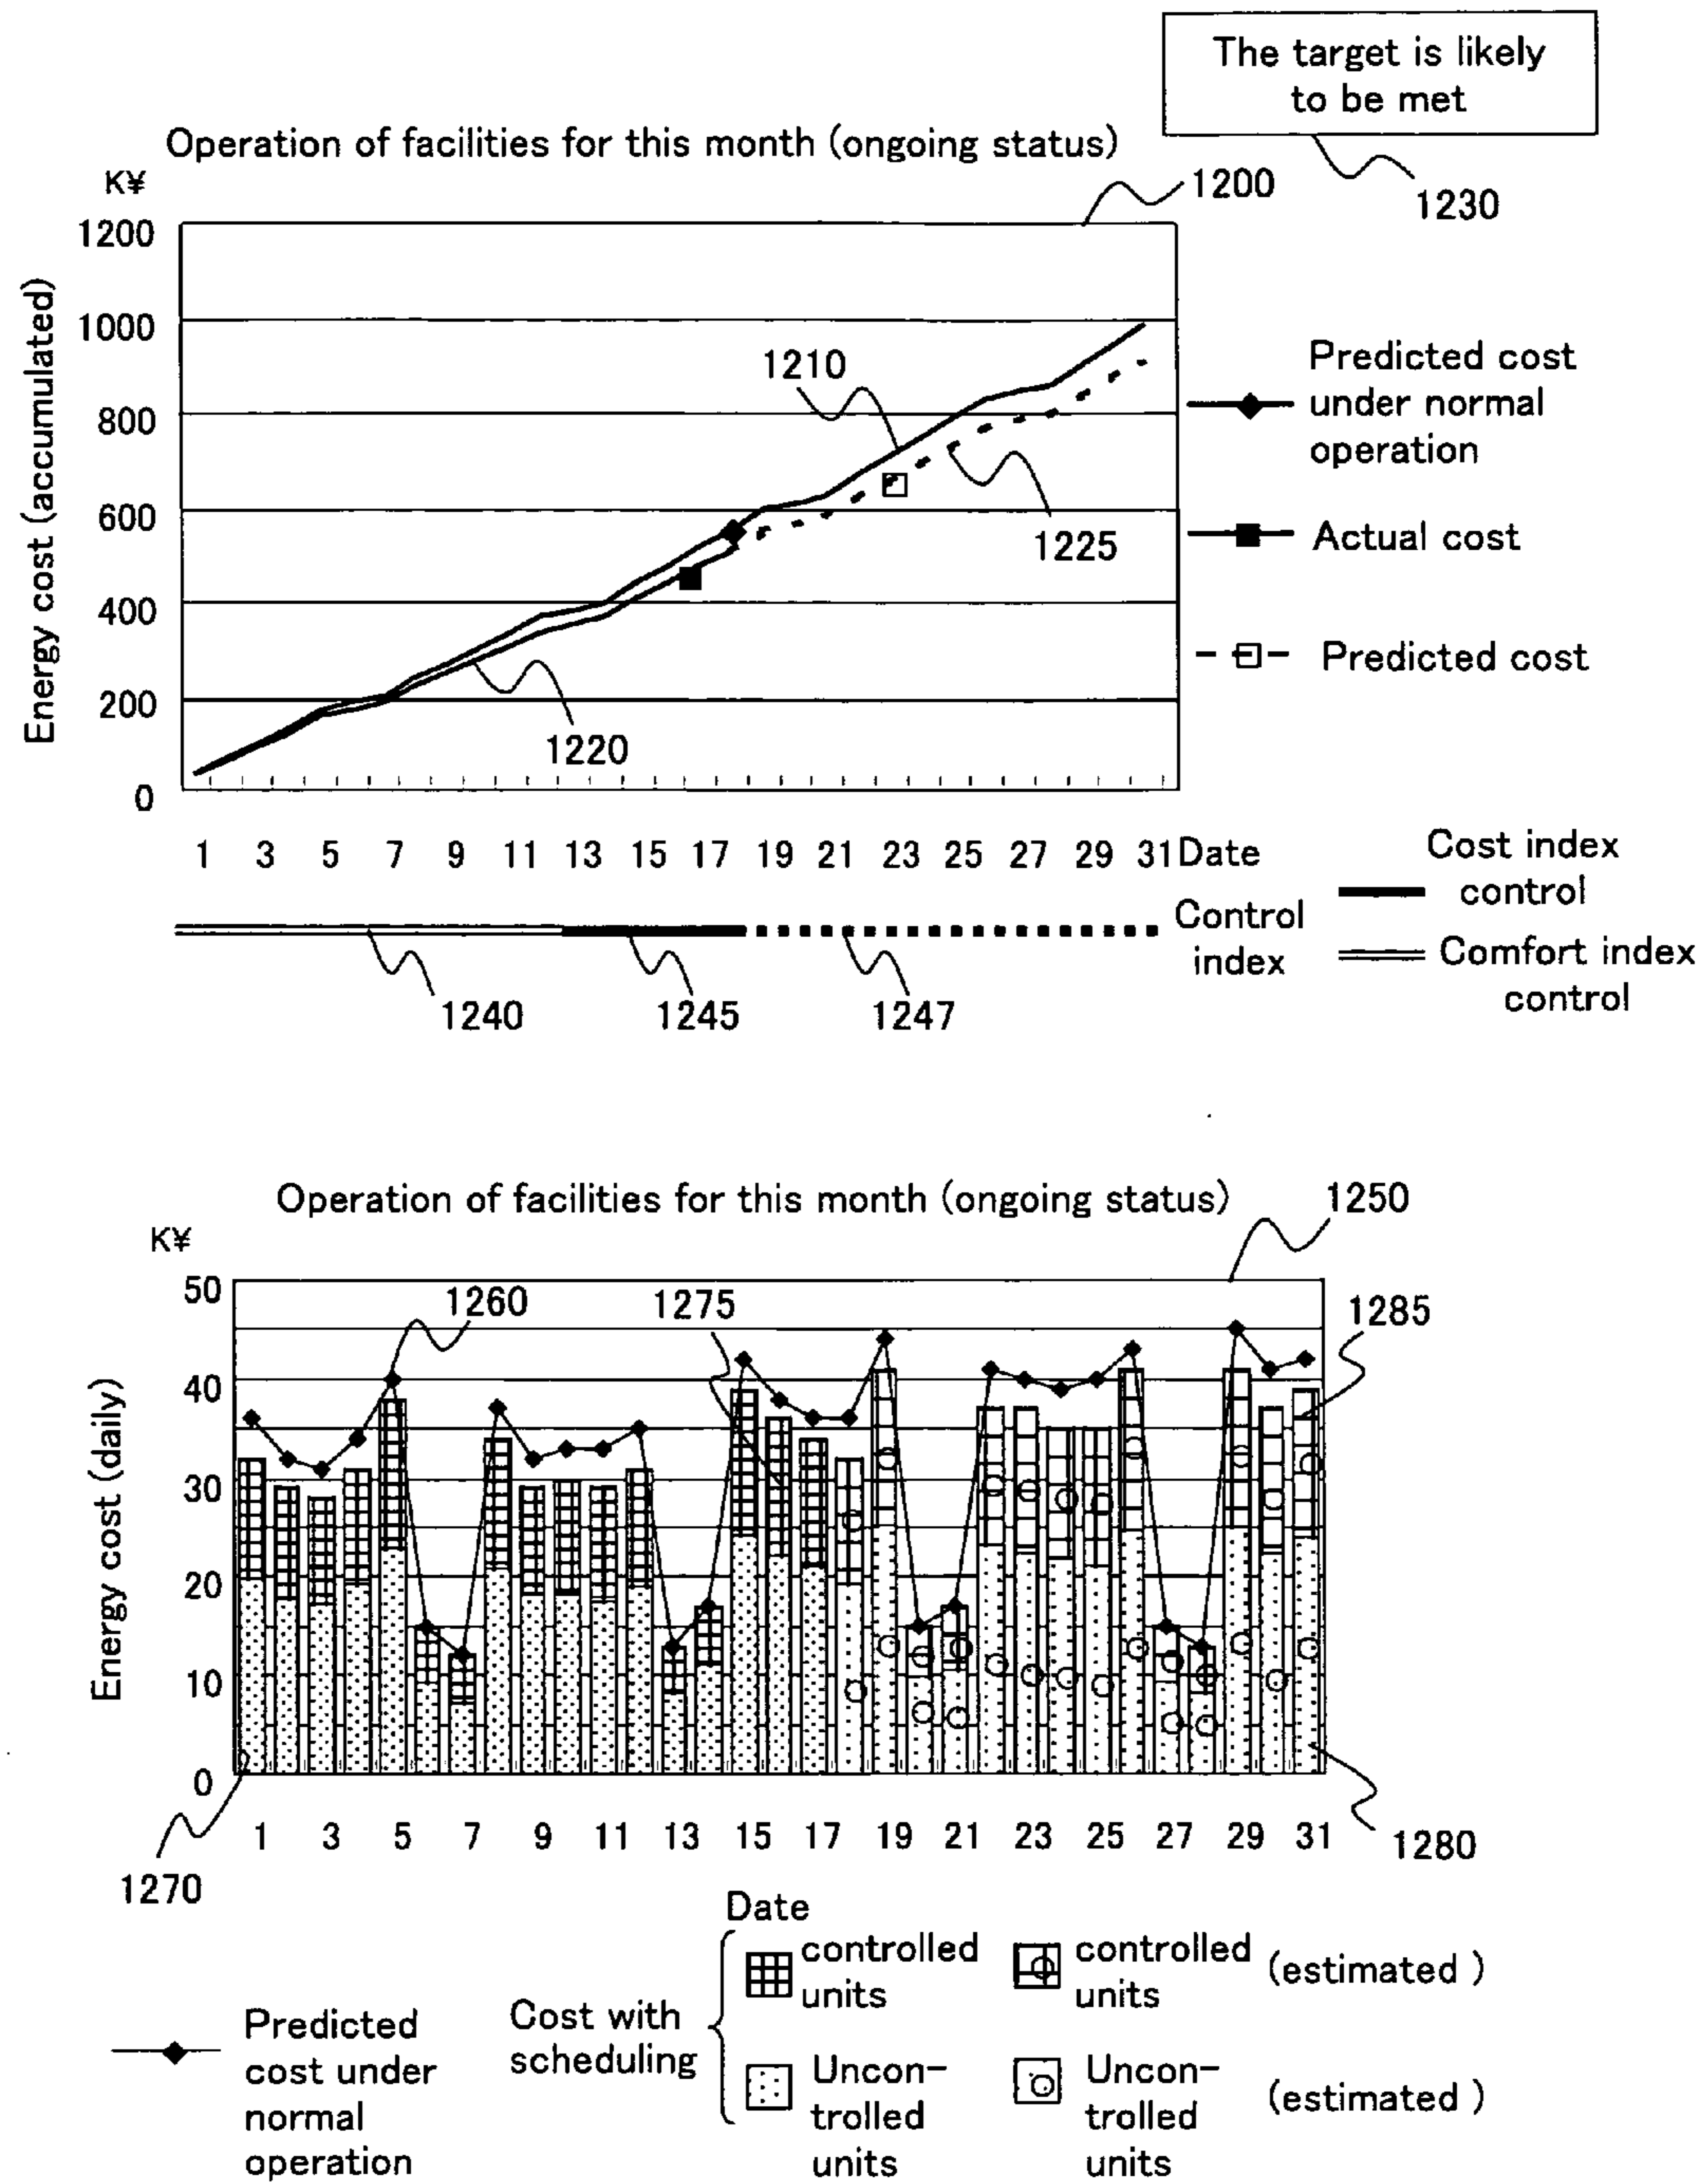 The target is likely
to be met
1230
Operation of facilities for this month (ongoing status)
K¥
1200
1200
1000
800
600
400
200
0
Energy cost (accumulated)
1210
1225
1220
Predicted cost
under normal
operation
Actual cost
Predicted cost
1 3 5 7 9 11 13 15 17 19 21 23 25 27 29 31 Date
Control
index
Cost index
control
Comfort index
control
1240
1245
1247
Operation of facilities for this month (ongoing status)
1250
K¥
50
40
30
20
10
0
Energy cost (daily)
1260
1275
1285
1 3 5 7 9 11 13 15 17 19 21 23 25 27 29 31
1270
1280
Date
Predicted
cost under
normal
operation
Cost with
scheduling
controlled
units
controlled
units
(estimated )
Uncon-
trolled
units
Uncon-
trolled
units
(estimated )